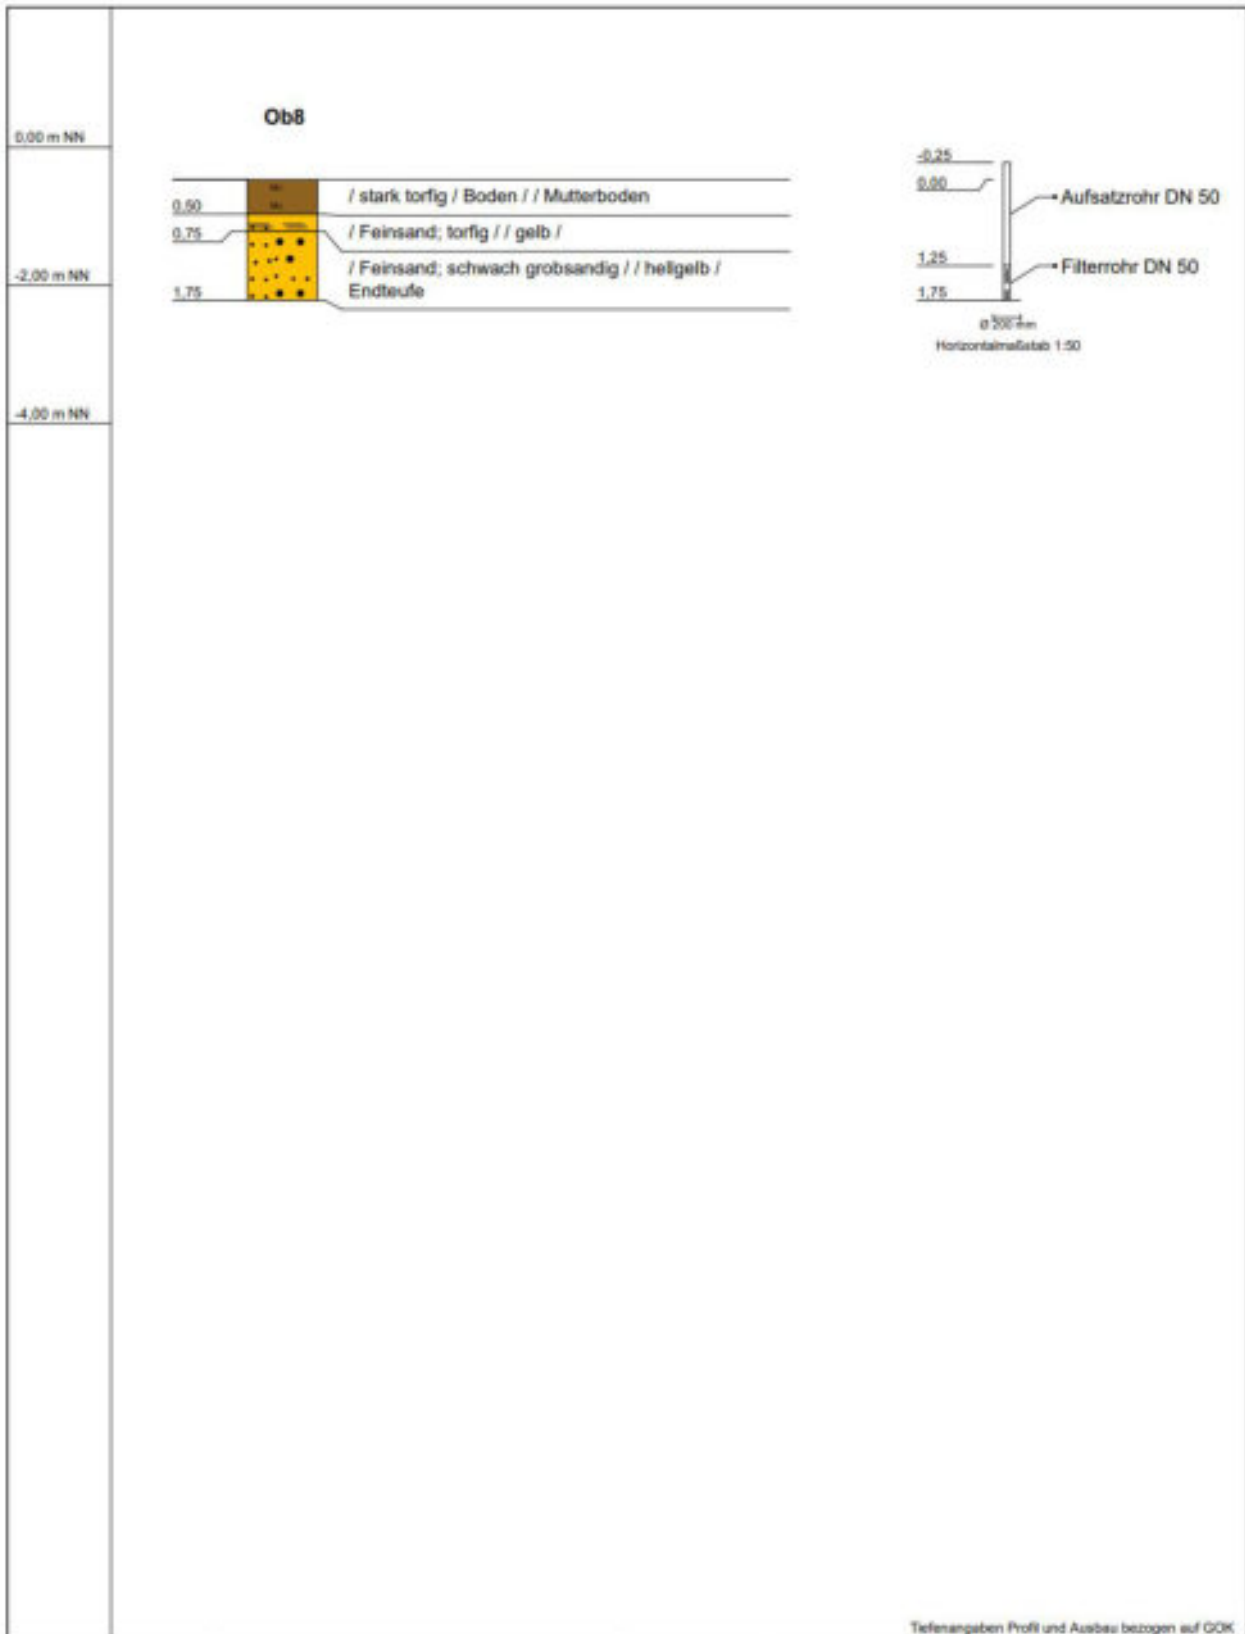 Ob8
0,00 m NN
-2,00 m NN
-4,00 m NN
0,50
0,75
1,75
/ stark torfig / Boden / / Mutterboden
/ Feinsand; torfig / / gelb /
/ Feinsand; schwach grobsandig / / hellgelb /
Endteufe
-0,25
0,00
1,25
1,75
Aufsatzrohr DN 50
Filterrohr DN 50
Ø 200 mm
Horizontalmaßstab 1:50
Tiefenangaben Profil und Ausbau bezogen auf GOK